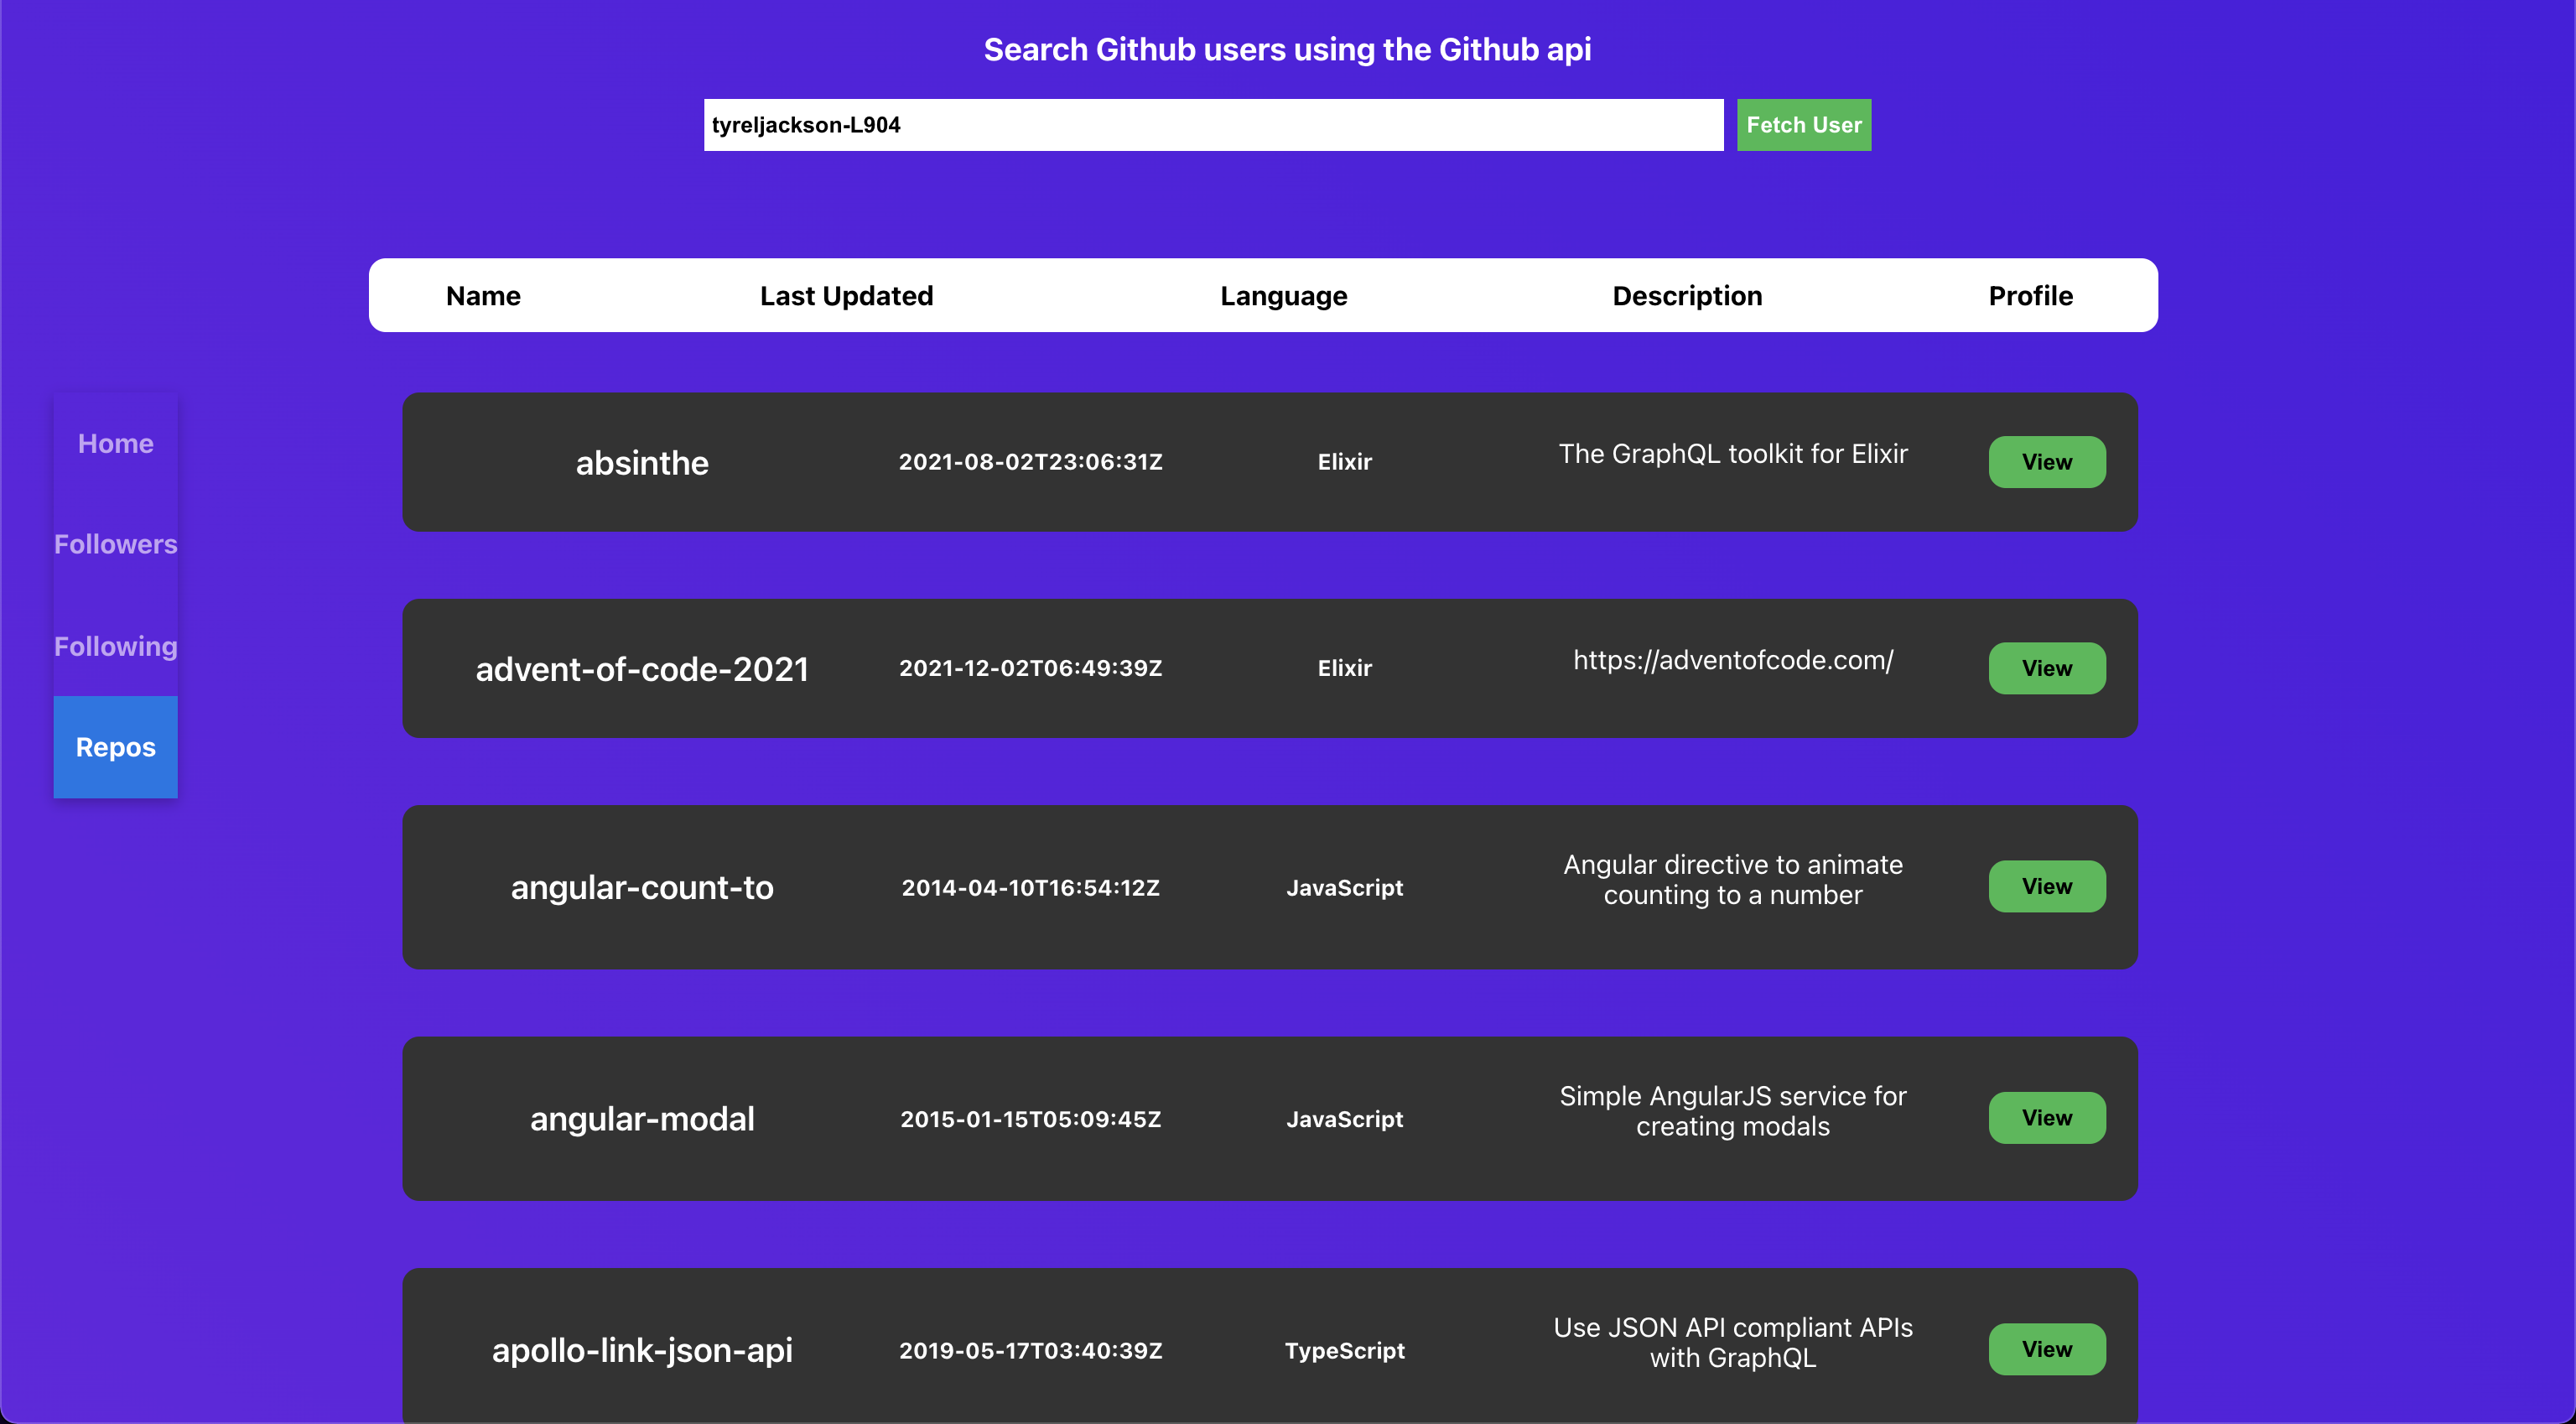 Search Github users using the Github api
tyreljackson-L904
Fetch User
Name Last Updated Language Description Profile
Home
Followers
Following
Repos
absinthe 2021-08-02T23:06:31Z Elixir The GraphQL toolkit for Elixir View
advent-of-code-2021 2021-12-02T06:49:39Z Elixir https://adventofcode.com/ View
angular-count-to 2014-04-10T16:54:12Z JavaScript Angular directive to animate
counting to a number View
angular-modal 2015-01-15T05:09:45Z JavaScript Simple AngularJS service for
creating modals View
apollo-link-json-api 2019-05-17T03:40:39Z TypeScript Use JSON API compliant APIs
with GraphQL View